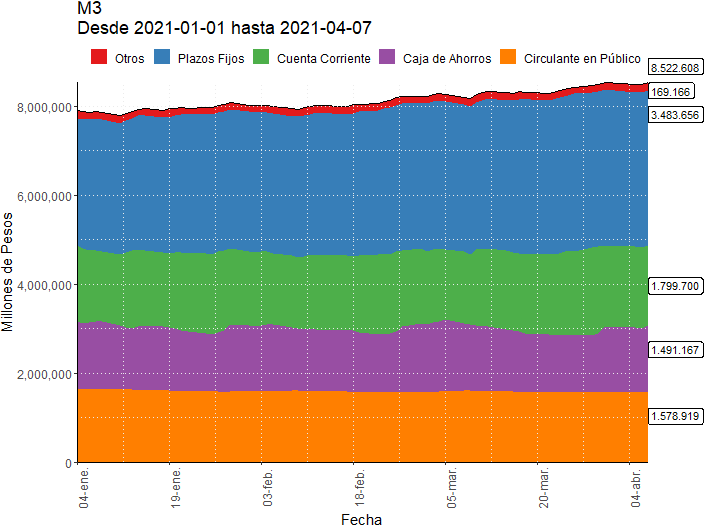 M3
Desde 2021-01-01 hasta 2021-04-07
Otros Plazos Fijos Cuenta Corriente Caja de Ahorros Circulante en Público
8.522.608
169.166
3.483.656
1.799.700
1.491.167
1.578.919
8,000,000
6,000,000
4,000,000
2,000,000
0
Millones de Pesos
04-ene.
19-ene.
03-feb.
18-feb.
05-mar.
20-mar.
04-abr.
Fecha